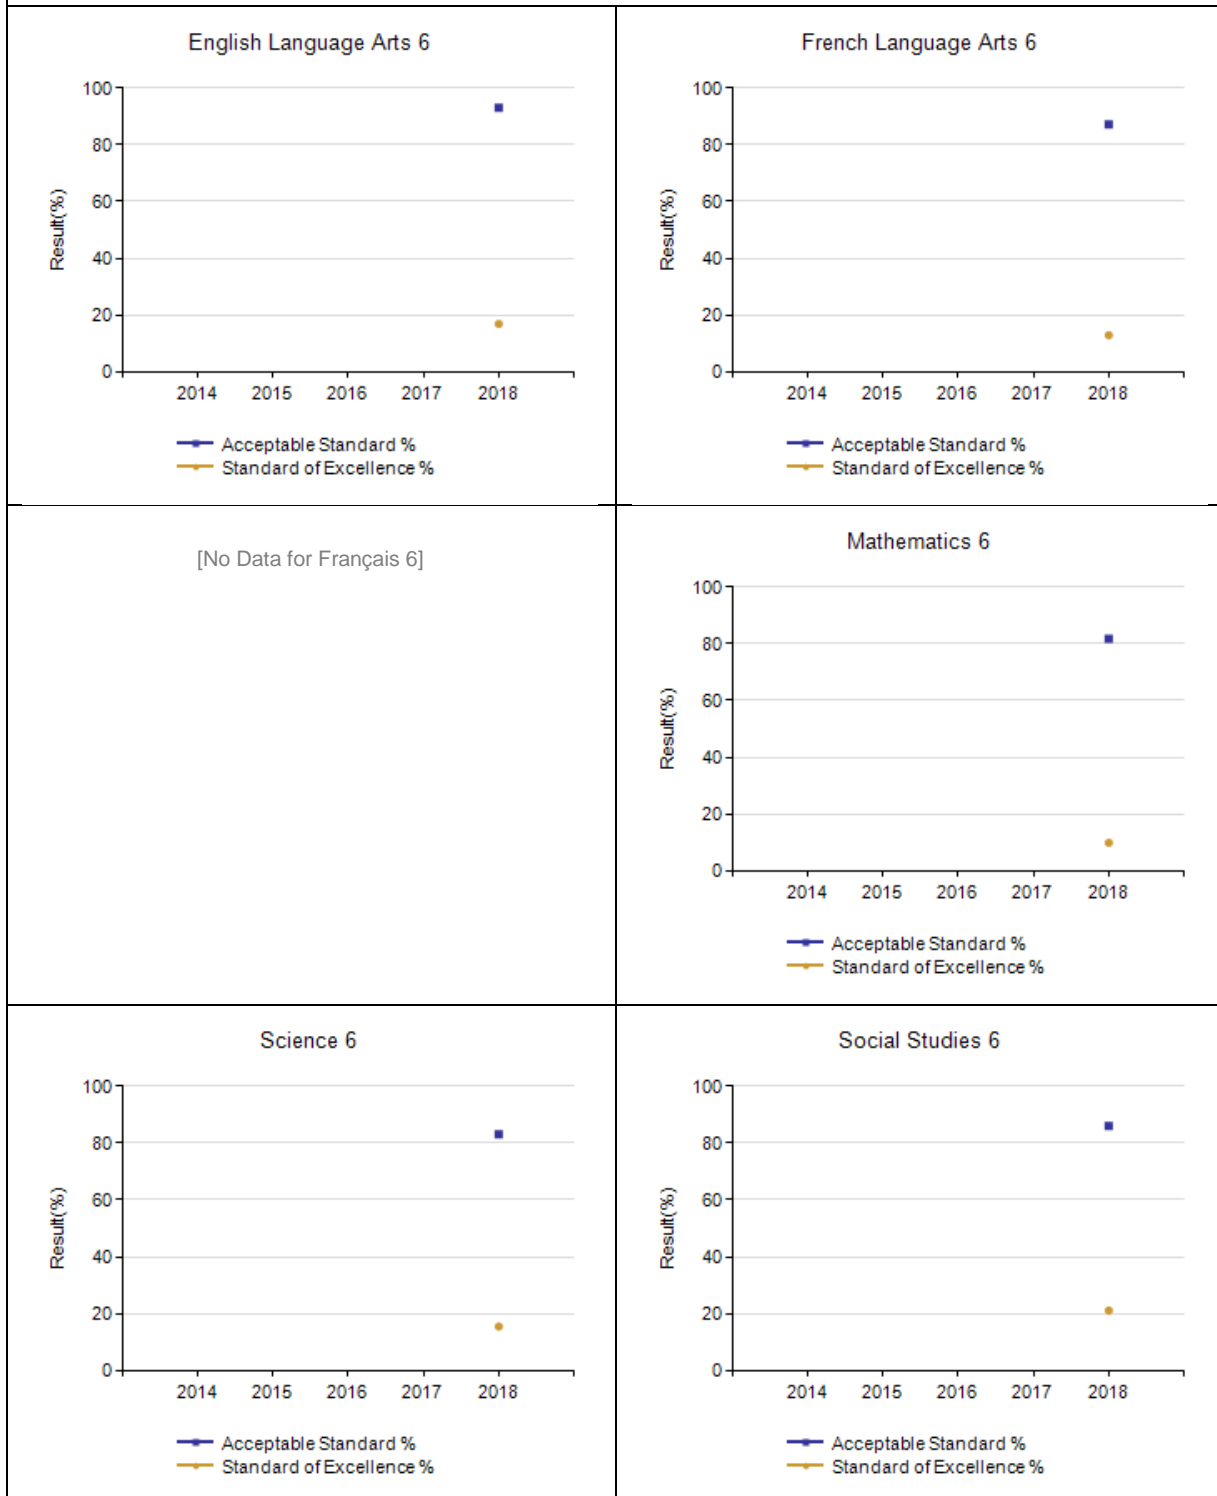 English Language Arts 6
100
80
60
40
20
0
Result(%)
2014 2015 2016 2017 2018
Acceptable Standard %
Standard of Excellence %
French Language Arts 6
100
80
60
40
20
0
Result(%)
2014 2015 2016 2017 2018
Acceptable Standard %
Standard of Excellence %
[No Data for Français 6]
Mathematics 6
100
80
60
40
20
0
Result(%)
2014 2015 2016 2017 2018
Acceptable Standard %
Standard of Excellence %
Science 6
100
80
60
40
20
0
Result(%)
2014 2015 2016 2017 2018
Acceptable Standard %
Standard of Excellence %
Social Studies 6
100
80
60
40
20
0
Result(%)
2014 2015 2016 2017 2018
Acceptable Standard %
Standard of Excellence %